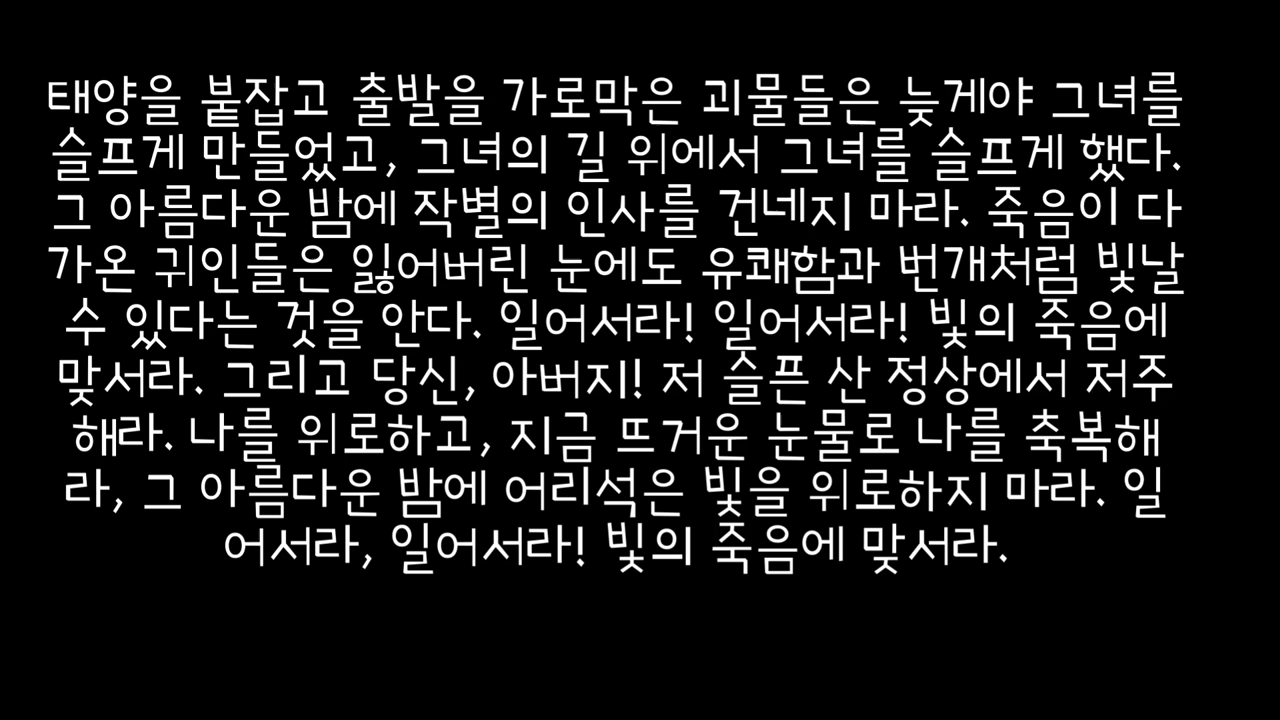 태양을 붙잡고 출발을 가로막은 괴물들은 늦게야 그녀를
슬프게 만들었고, 그녀의 길 위에서 그녀를 슬프게 했다.
그 아름다운 밤에 작별의 인사를 건네지 마라. 죽음이 다
가온 귀인들은 잃어버린 눈에도 유쾌함과 번개처럼 빛날
수 있다는 것을 안다. 일어서라! 일어서라! 빛의 죽음에
맞서라. 그리고 당신, 아버지! 저 슬픈 산 정상에서 저주
해라. 나를 위로하고, 지금 뜨거운 눈물로 나를 축복해
라, 그 아름다운 밤에 어리석은 빛을 위로하지 마라. 일
어서라, 일어서라! 빛의 죽음에 맞서라.